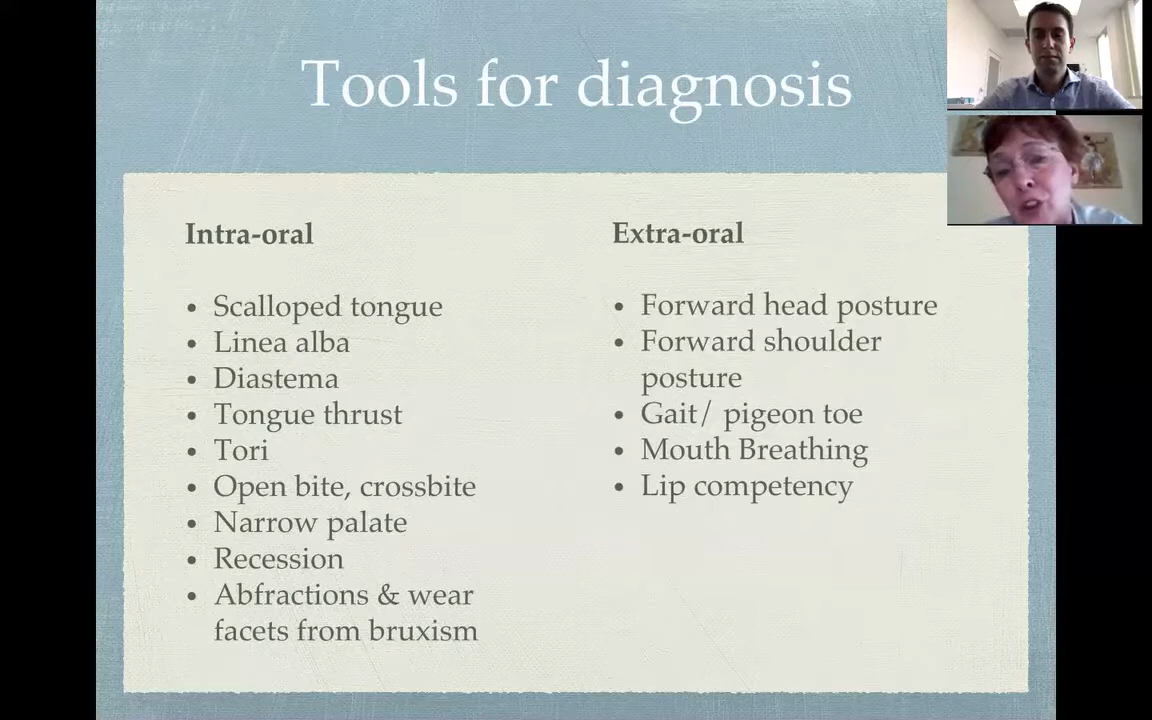 Tools for diagnosis
Intra-oral
• Scalloped tongue
• Linea alba
• Diastema
• Tongue thrust
• Tori
• Open bite, crossbite
• Narrow palate
• Recession
• Abfractions & wear
facets from bruxism
Extra-oral
• Forward head posture
• Forward shoulder
posture
• Gait/ pigeon toe
• Mouth Breathing
• Lip competency